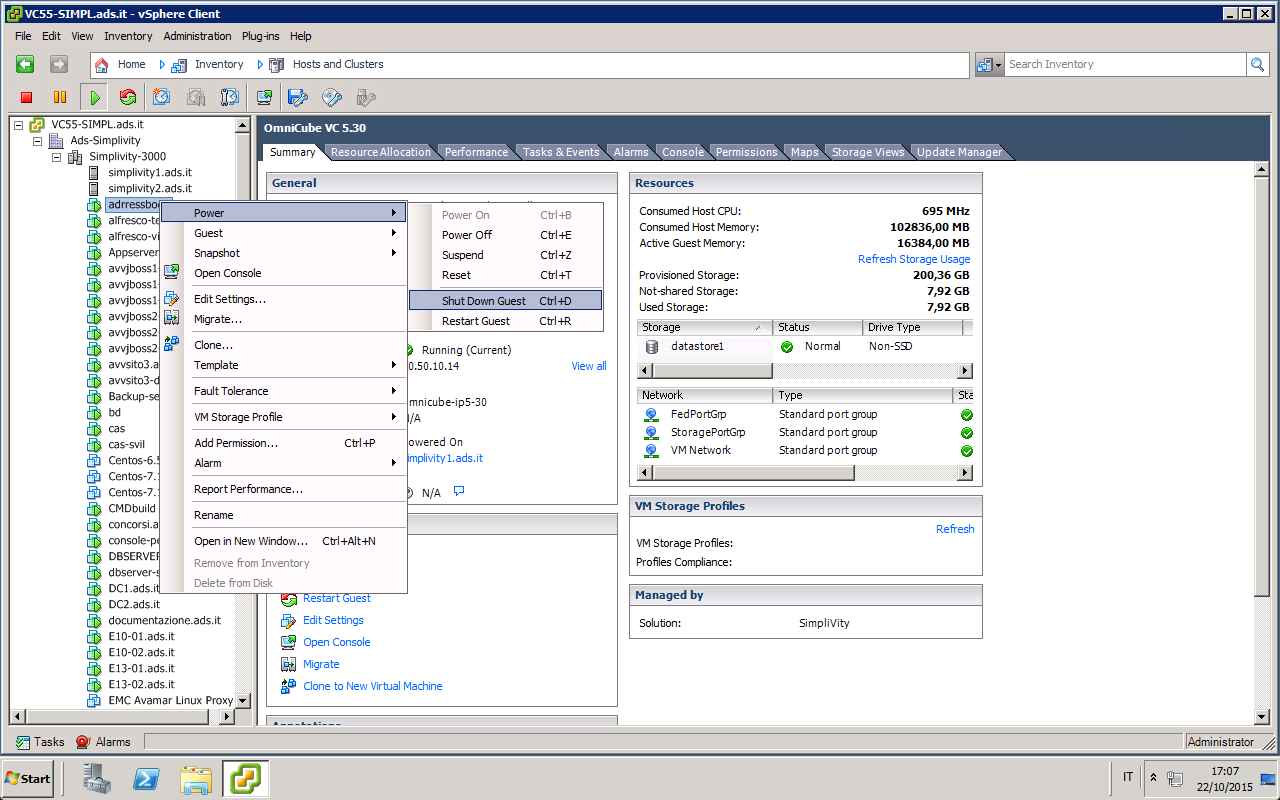 VC55-SIMPL.ads.it - vSphere Client
File Edit View Inventory Administration Plug-ins Help
Home Inventory Hosts and Clusters
Search Inventory
VC55-SIMPL.ads.it
Ads-Simplivity
Simplivity-3000
simplivity1.ads.it
simplivity2.ads.it
adrressboo
alfresco-te
alfresco-vi
Appserver
avvjboss1-
avvjboss1-
avvjboss1-
avvjboss2-
avvjboss2-
avvjboss2-
avvsito3.a
avvsito3-d
Backup-se
bd
cas
cas-svil
Centos-6.5
Centos-7.
Centos-7.
CMDbuild
concorsi.a
console-pe
DBSERVER
dbserver-s
DC1.ads.it
DC2.ads.it
documentazione.ads.it
E10-01.ads.it
E10-02.ads.it
E13-01.ads.it
E13-02.ads.it
EMC Avamar Linux Proxy
Power
Guest
Snapshot
Open Console
Edit Settings...
Migrate...
Clone...
Template
Fault Tolerance
VM Storage Profile
Add Permission... Ctrl+P
Alarm
Report Performance...
Rename
Open in New Window... Ctrl+Alt+N
Remove from Inventory
Delete from Disk
Power On Ctrl+B
Power Off Ctrl+E
Suspend Ctrl+Z
Reset Ctrl+T
Shut Down Guest Ctrl+D
Restart Guest Ctrl+R
OmniCube VC 5.30
Summary Resource Allocation Performance Tasks & Events Alarms Console Permissions Maps Storage Views Update Manager
General
Running (Current)
0.50.10.14 View all
mnicube-ip5-30
/A
owered On
implivity1.ads.it
N/A
Restart Guest
Edit Settings
Open Console
Migrate
Clone to New Virtual Machine
Resources
Consumed Host CPU: 695 MHz
Consumed Host Memory: 102836,00 MB
Active Guest Memory: 16384,00 MB
Refresh Storage Usage
Provisioned Storage: 200,36 GB
Not-shared Storage: 7,92 GB
Used Storage: 7,92 GB
Storage Status Drive Type
datastore1 Normal Non-SSD
Network Type Sta
FedPortGrp Standard port group
StoragePortGrp Standard port group
VM Network Standard port group
VM Storage Profiles
Refresh
VM Storage Profiles:
Profiles Compliance:
Managed by
Solution: SimpliVity
Tasks Alarms
Administrator
Start
IT
17:07
22/10/2015